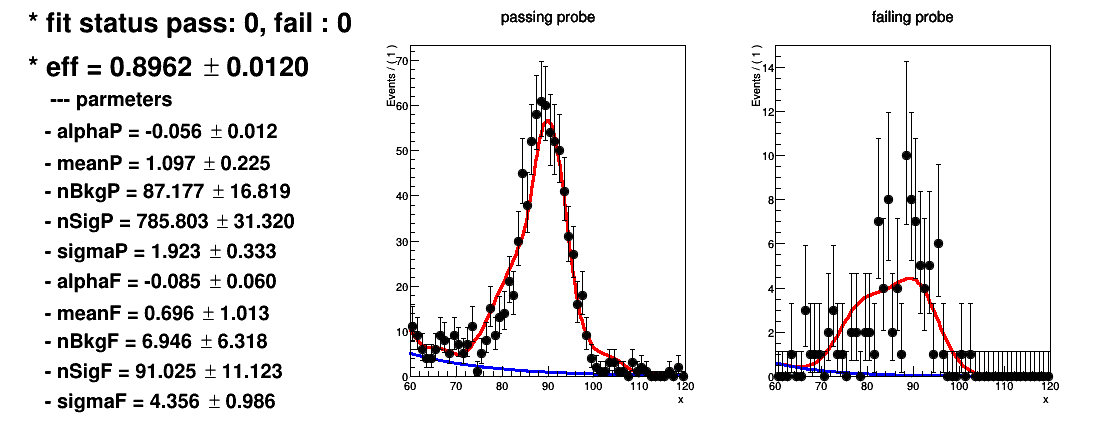 * fit status pass: 0, fail : 0
* eff = 0.8962 ± 0.0120
--- parmeters
- alphaP = -0.056 ± 0.012
- meanP = 1.097 ± 0.225
- nBkgP = 87.177 ± 16.819
- nSigP = 785.803 ± 31.320
- sigmaP = 1.923 ± 0.333
- alphaF = -0.085 ± 0.060
- meanF = 0.696 ± 1.013
- nBkgF = 6.946 ± 6.318
- nSigF = 91.025 ± 11.123
- sigmaF = 4.356 ± 0.986
passing probe
Events / ( 1 )
70
60
50
40
30
20
10
0
60 70 80 90 100 110 120
x
failing probe
Events / ( 1 )
14
12
10
8
6
4
2
0
60 70 80 90 100 110 120
x